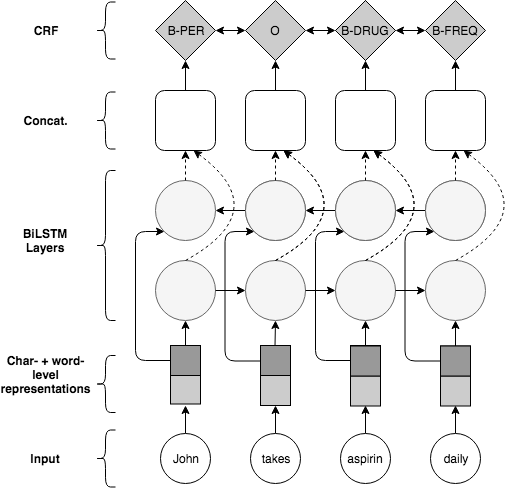 CRF
B-PER
O
B-DRUG
B-FREQ
Concat.
BiLSTM
Layers
Char- + word-
level
representations
Input
John
takes
aspirin
daily